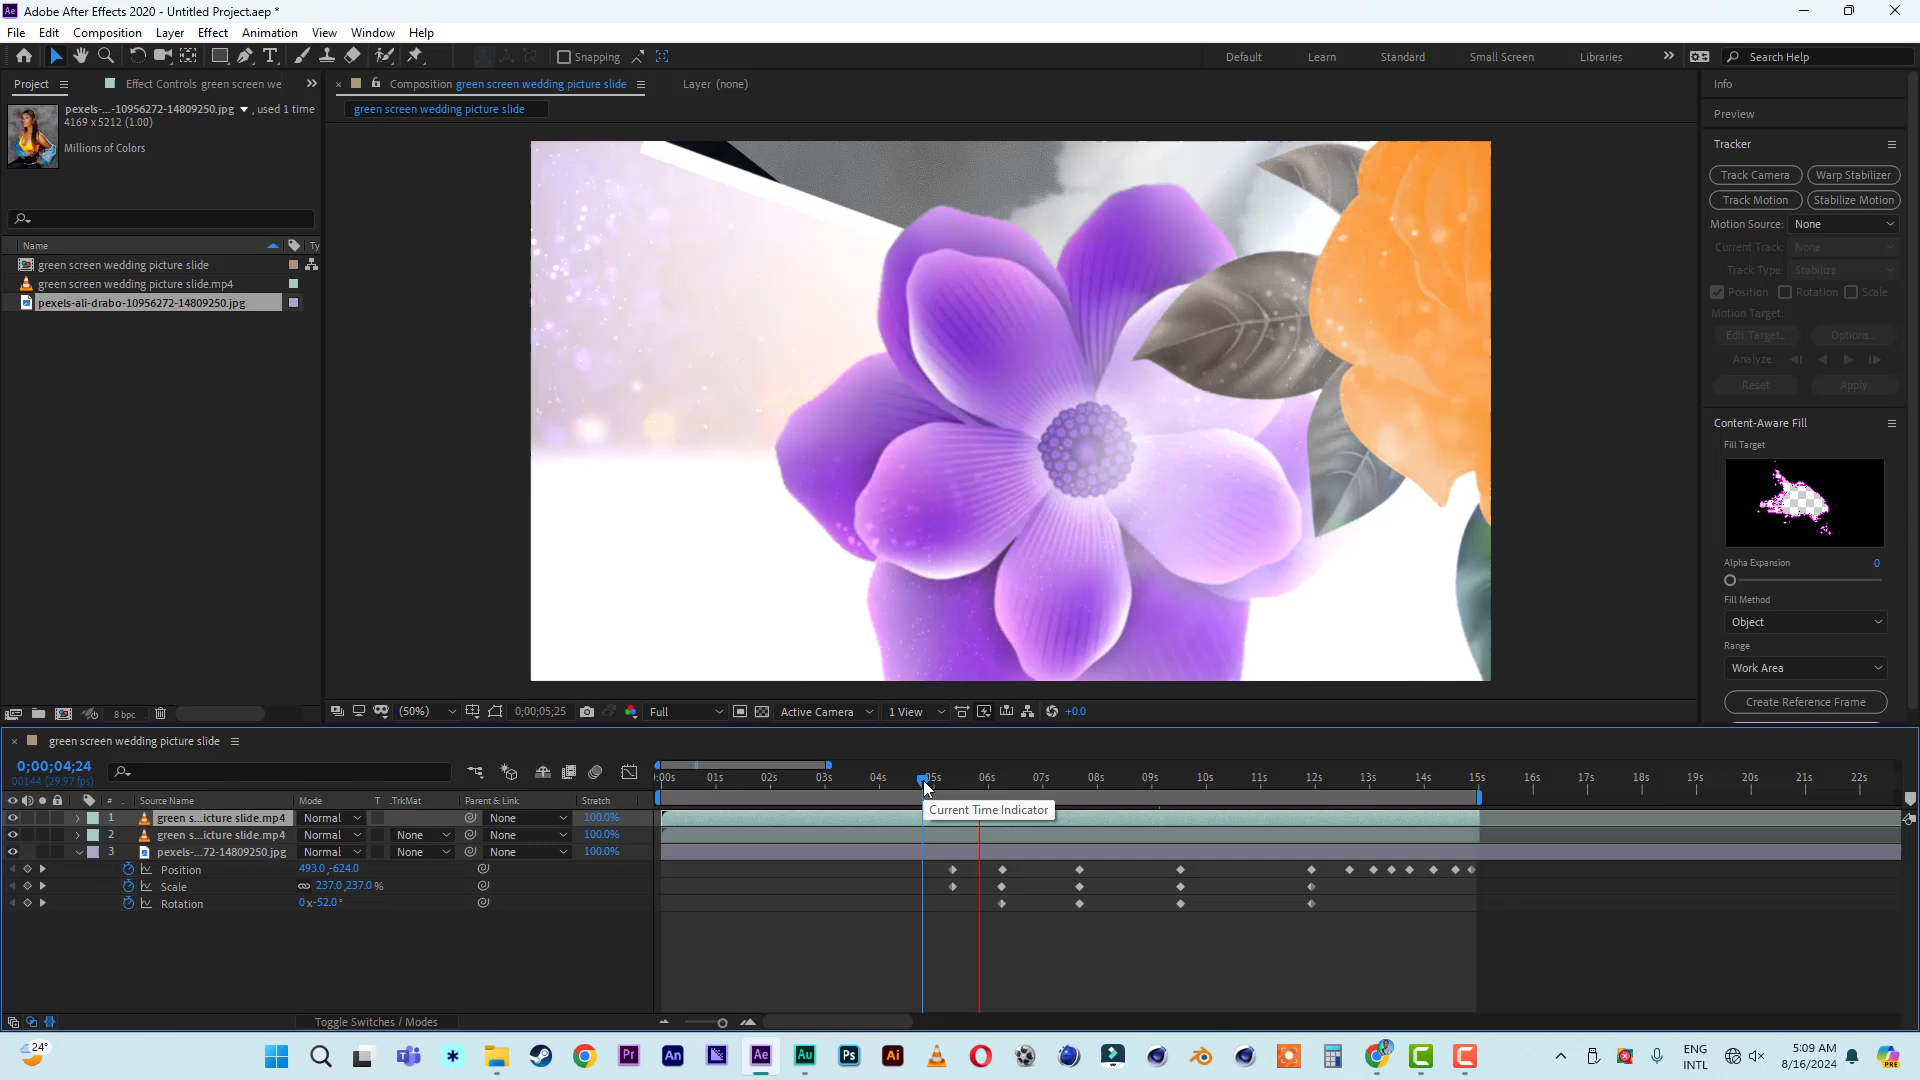 Adobe After Effects 2020 - Untitled Project.aep *
File Edit Composition Layer Effect Animation View Window Help
Snapping
Default Learn Standard Small Screen Libraries Search Help
Project Effect Controls green screen we
Composition green screen wedding picture slide Layer (none)
green screen wedding picture slide
pexels-...-10956272-14809250.jpg , used 1 time
4169 x 5212 (1.00)
Millions of Colors
Name Ty
green screen wedding picture slide
green screen wedding picture slide.mp4
pexels-ali-drabo-10956272-14809250.jpg
8 bpc
(50%) 0;00;05;25 Full Active Camera 1 View +0.0
Info
Preview
Tracker
Track Camera Warp Stabilizer
Track Motion Stabilize Motion
Motion Source: None
Current Track: None
Track Type: Stabilize
Position Rotation Scale
Motion Target:
Edit Target... Options...
Analyze:
Reset Apply
Content-Aware Fill
Fill Target
Alpha Expansion 0
Fill Method
Object
Range
Work Area
Create Reference Frame
green screen wedding picture slide
0;00;04;24
00144 (29.97 fps)
:00s 01s 02s 03s 04s 05s 06s 07s 08s 09s 10s 11s 12s 13s 14s 15s 16s 17s 18s 19s 20s 21s 22s
# Source Name Mode T .TrkMat Parent & Link Stretch
Current Time Indicator
1 green s...icture slide.mp4 Normal None 100.0%
2 green s...icture slide.mp4 Normal None None 100.0%
3 pexels-...72-14809250.jpg Normal None None 100.0%
Position 493.0,-624.0
Scale 237.0,237.0 %
Rotation 0 x-52.0 °
Toggle Switches / Modes
24°
Pr An Ae Au Ps Ai
ENG
INTL
5:09 AM
8/16/2024
PRE